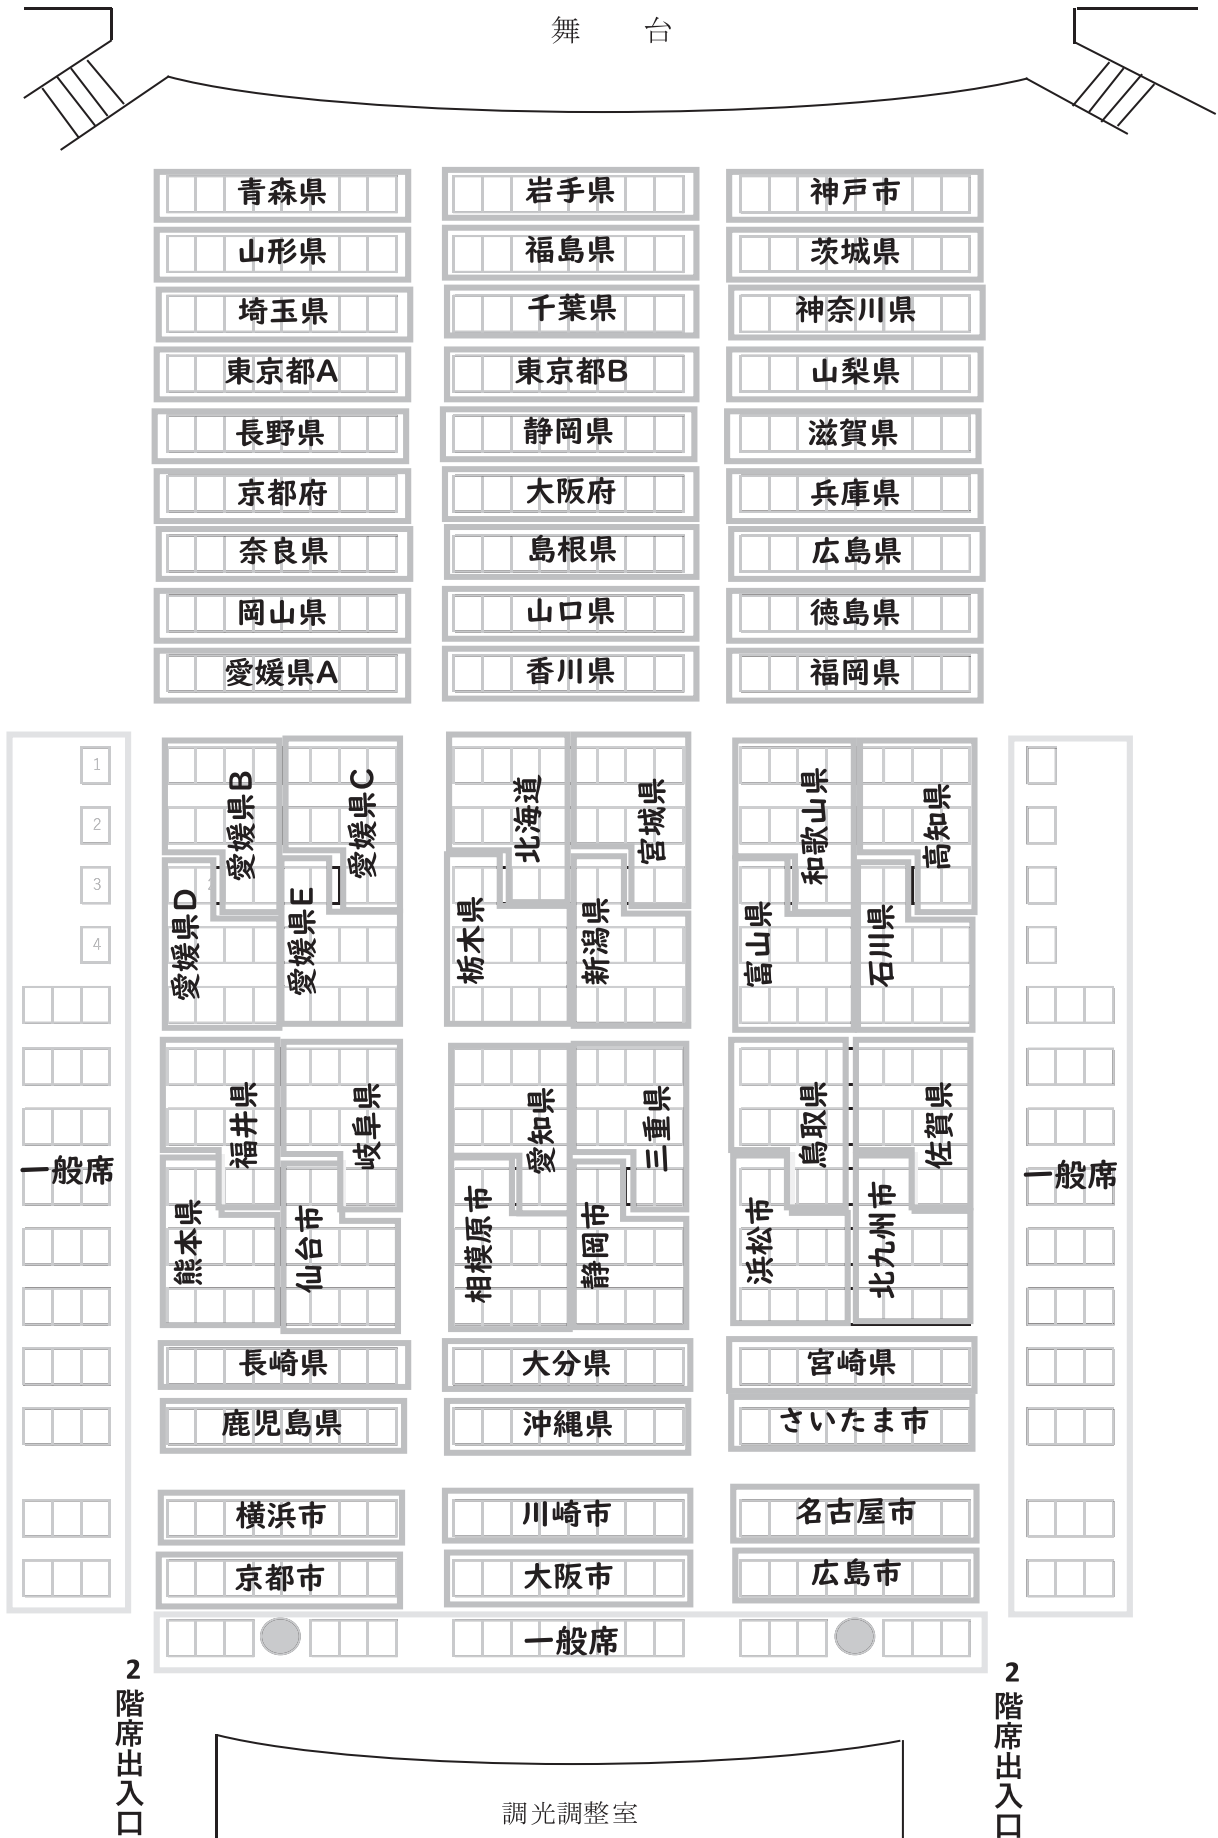 舞　台
青森県
岩手県
神戸市
山形県
福島県
茨城県
埼玉県
千葉県
神奈川県
東京都A
東京都B
山梨県
長野県
静岡県
滋賀県
京都府
大阪府
兵庫県
奈良県
島根県
広島県
岡山県
山口県
徳島県
愛媛県A
香川県
福岡県
1
2
3
4
愛媛県B
愛媛県C
北海道
宮城県
和歌山県
高知県
愛媛県D
愛媛県E
栃木県
新潟県
富山県
石川県
福井県
岐阜県
愛知県
三重県
鳥取県
佐賀県
一般席
一般席
熊本県
仙台市
相模原市
静岡市
浜松市
北九州市
長崎県
大分県
宮崎県
鹿児島県
沖縄県
さいたま市
横浜市
川崎市
名古屋市
京都市
大阪市
広島市
一般席
2階席出入口
2階席出入口
調光調整室